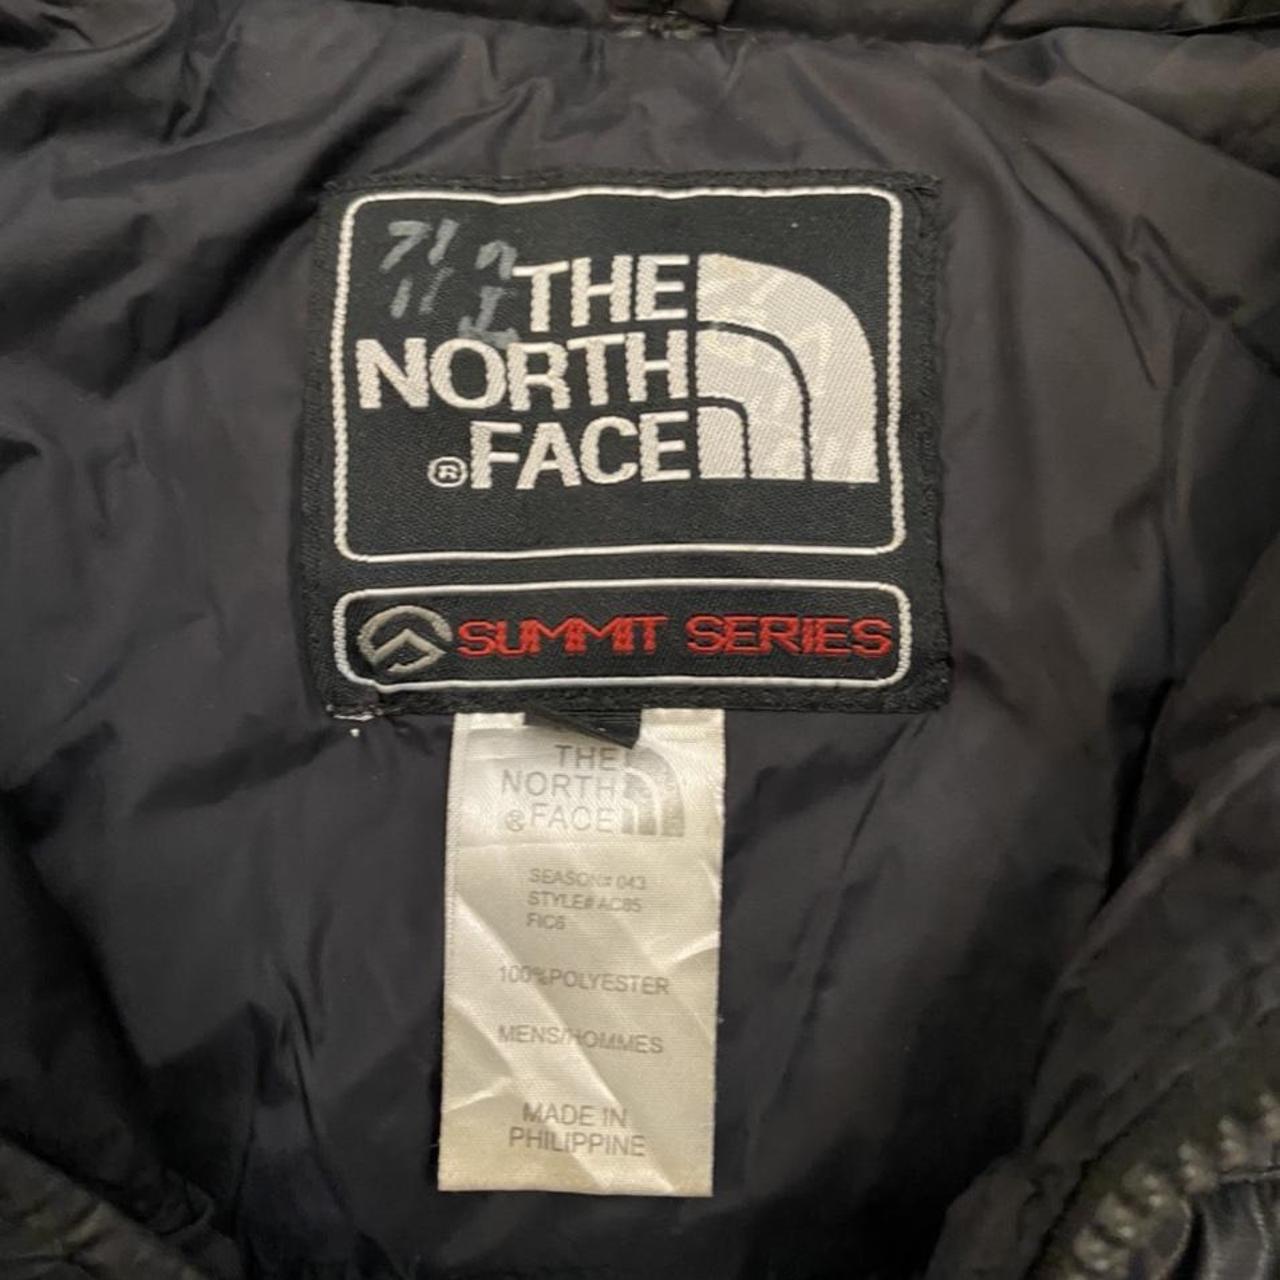 THE
NORTH
®FACE
SUMMIT SERIES
THE
NORTH
®FACE
SEASON# 043
STYLE# AC85
FIC6
100%POLYESTER
MENS/HOMMES
MADE IN
PHILIPPINE